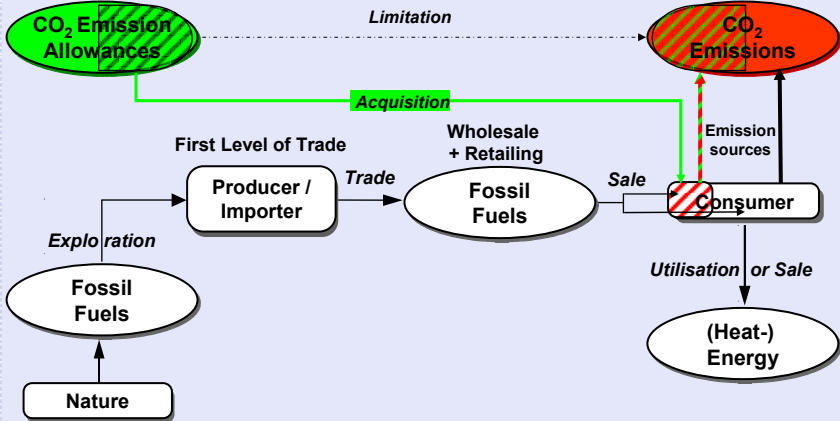 CO2 Emission
Allowances
Limitation
CO2
Emissions
Acquisition
Emission
sources
First Level of Trade
Wholesale
+ Retailing
Producer /
Importer
Trade
Fossil
Fuels
Sale
Consumer
Exploration
Utilisation or Sale
Fossil
Fuels
(Heat-)
Energy
Nature